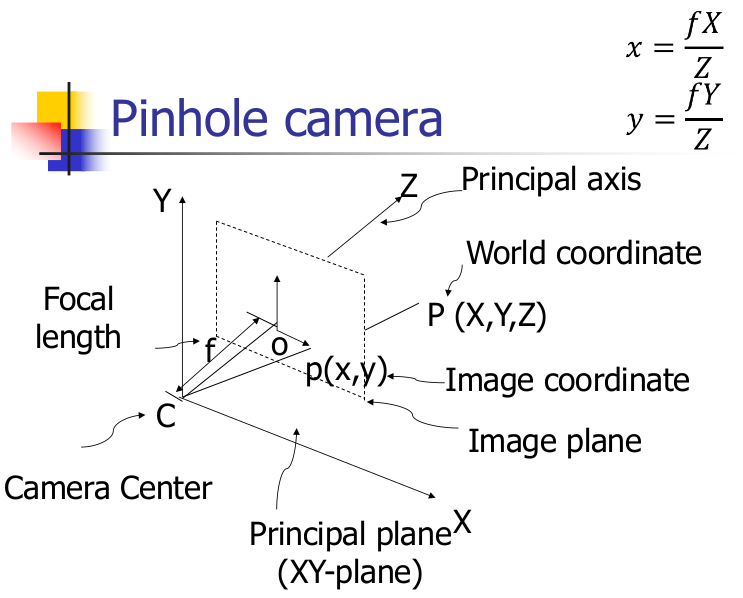 x = fX/Z
y = fY/Z
Pinhole camera
Principal axis
Z
Y
World coordinate
Focal
length
P (X,Y,Z)
f
o
p(x,y)
Image coordinate
C
Image plane
Camera Center
X
Principal plane
(XY-plane)